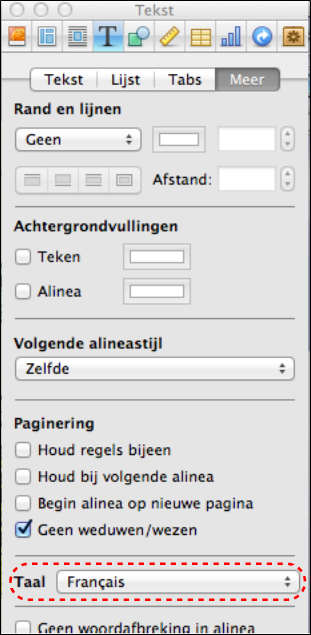 Tekst
T
Tekst Lijst Tabs Meer
Rand en lijnen
Geen
Afstand:
Achtergrondvullingen
Teken
Alinea
Volgende alineastijl
Zelfde
Paginering
Houd regels bijeen
Houd bij volgende alinea
Begin alinea op nieuwe pagina
Geen weduwen/wezen
Taal Français
Geen woordafbreking in alinea